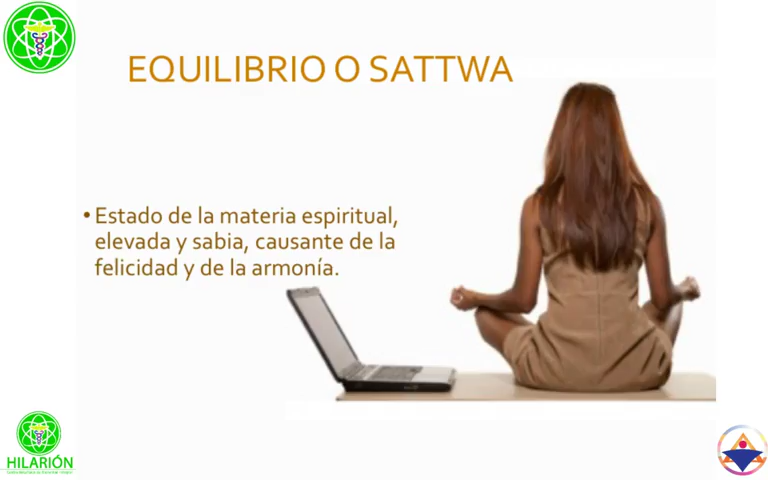 EQUILIBRIO O SATTWA
• Estado de la materia espiritual,
elevada y sabia, causante de la
felicidad y de la armonía.
HILARIÓN